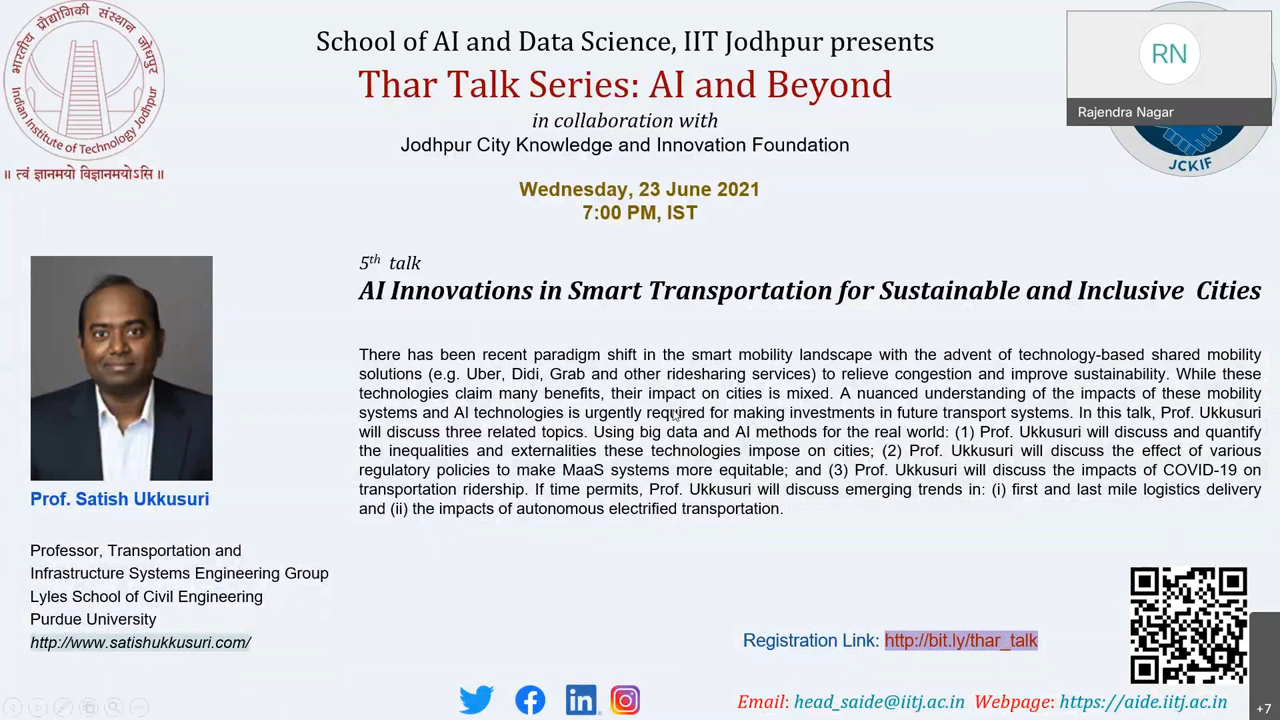 भारतीय प्रौद्योगिकी संस्थान जोधपुर
Indian Institute of Technology Jodhpur
॥ त्वं ज्ञानमयो विज्ञानमयोऽसि ॥
School of AI and Data Science, IIT Jodhpur presents
Thar Talk Series: AI and Beyond
in collaboration with
Jodhpur City Knowledge and Innovation Foundation
RN
Rajendra Nagar
JCKIF
Wednesday, 23 June 2021
7:00 PM, IST
5th talk
AI Innovations in Smart Transportation for Sustainable and Inclusive Cities
There has been recent paradigm shift in the smart mobility landscape with the advent of technology-based shared mobility
solutions (e.g. Uber, Didi, Grab and other ridesharing services) to relieve congestion and improve sustainability. While these
technologies claim many benefits, their impact on cities is mixed. A nuanced understanding of the impacts of these mobility
systems and AI technologies is urgently required for making investments in future transport systems. In this talk, Prof. Ukkusuri
will discuss three related topics. Using big data and AI methods for the real world: (1) Prof. Ukkusuri will discuss and quantify
the inequalities and externalities these technologies impose on cities; (2) Prof. Ukkusuri will discuss the effect of various
regulatory policies to make MaaS systems more equitable; and (3) Prof. Ukkusuri will discuss the impacts of COVID-19 on
transportation ridership. If time permits, Prof. Ukkusuri will discuss emerging trends in: (i) first and last mile logistics delivery
and (ii) the impacts of autonomous electrified transportation.
Prof. Satish Ukkusuri
Professor, Transportation and
Infrastructure Systems Engineering Group
Lyles School of Civil Engineering
Purdue University
http://www.satishukkusuri.com/
Registration Link: http://bit.ly/thar_talk
Email: head_saide@iitj.ac.in Webpage: https://aide.iitj.ac.in
+7